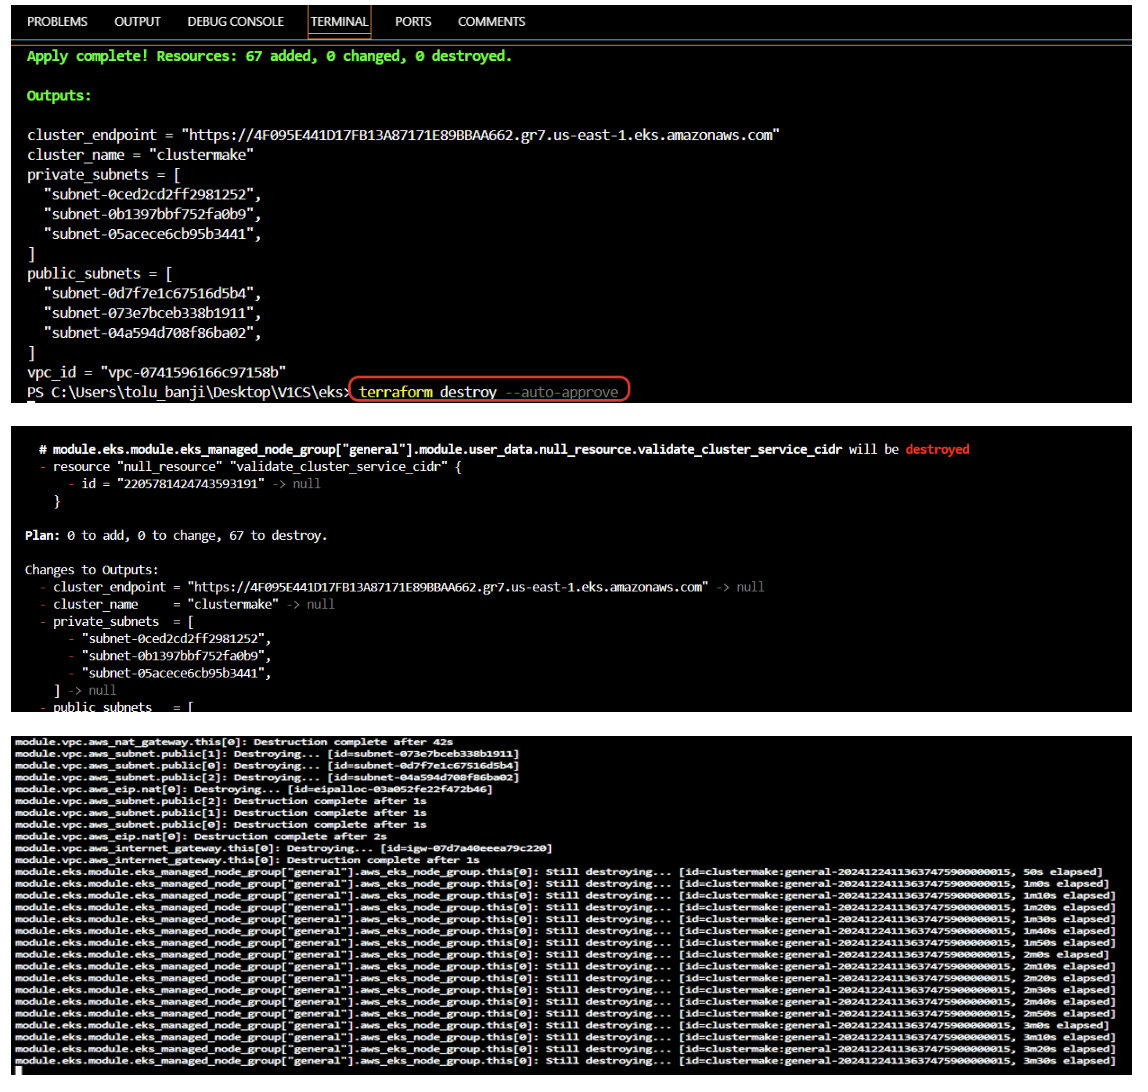 PROBLEMS OUTPUT DEBUG CONSOLE TERMINAL PORTS COMMENTS
Apply complete! Resources: 67 added, 0 changed, 0 destroyed.
Outputs:
cluster_endpoint = "https://4F095E441D17FB13A87171E89BBAA662.gr7.us-east-1.eks.amazonaws.com"
cluster_name = "clustermake"
private_subnets = [
"subnet-0ced2cd2ff2981252",
"subnet-0b1397bbf752fa0b9",
"subnet-05acece6cb95b3441",
]
public_subnets = [
"subnet-0d7f7e1c67516d5b4",
"subnet-073e7bceb338b1911",
"subnet-04a594d708f86ba02",
]
vpc_id = "vpc-0741596166c97158b"
PS C:\Users\tolu_banji\Desktop\V1CS\eks> terraform destroy --auto-approve
# module.eks.module.eks_managed_node_group["general"].module.user_data.null_resource.validate_cluster_service_cidr will be destroyed
- resource "null_resource" "validate_cluster_service_cidr" {
- id = "2205781424743593191" -> null
}
Plan: 0 to add, 0 to change, 67 to destroy.
Changes to Outputs:
- cluster_endpoint = "https://4F095E441D17FB13A87171E89BBAA662.gr7.us-east-1.eks.amazonaws.com" -> null
- cluster_name = "clustermake" -> null
- private_subnets = [
- "subnet-0ced2cd2ff2981252",
- "subnet-0b1397bbf752fa0b9",
- "subnet-05acece6cb95b3441",
] -> null
- public_subnets = [
module.vpc.aws_nat_gateway.this[0]: Destruction complete after 42s
module.vpc.aws_subnet.public[1]: Destroying... [id=subnet-073e7bceb338b1911]
module.vpc.aws_subnet.public[0]: Destroying... [id=subnet-0d7f7e1c67516d5b4]
module.vpc.aws_subnet.public[2]: Destroying... [id=subnet-04a594d708f86ba02]
module.vpc.aws_eip.nat[0]: Destroying... [id=eipalloc-03a052fe22f472b46]
module.vpc.aws_subnet.public[2]: Destruction complete after 1s
module.vpc.aws_subnet.public[1]: Destruction complete after 1s
module.vpc.aws_subnet.public[0]: Destruction complete after 1s
module.vpc.aws_eip.nat[0]: Destruction complete after 2s
module.vpc.aws_internet_gateway.this[0]: Destroying... [id=igw-07d7a40eeea79c220]
module.vpc.aws_internet_gateway.this[0]: Destruction complete after 1s
module.eks.module.eks_managed_node_group["general"].aws_eks_node_group.this[0]: Still destroying... [id=clustermake:general-20241224113637475900000015, 50s elapsed]
module.eks.module.eks_managed_node_group["general"].aws_eks_node_group.this[0]: Still destroying... [id=clustermake:general-20241224113637475900000015, 1m0s elapsed]
module.eks.module.eks_managed_node_group["general"].aws_eks_node_group.this[0]: Still destroying... [id=clustermake:general-20241224113637475900000015, 1m10s elapsed]
module.eks.module.eks_managed_node_group["general"].aws_eks_node_group.this[0]: Still destroying... [id=clustermake:general-20241224113637475900000015, 1m20s elapsed]
module.eks.module.eks_managed_node_group["general"].aws_eks_node_group.this[0]: Still destroying... [id=clustermake:general-20241224113637475900000015, 1m30s elapsed]
module.eks.module.eks_managed_node_group["general"].aws_eks_node_group.this[0]: Still destroying... [id=clustermake:general-20241224113637475900000015, 1m40s elapsed]
module.eks.module.eks_managed_node_group["general"].aws_eks_node_group.this[0]: Still destroying... [id=clustermake:general-20241224113637475900000015, 1m50s elapsed]
module.eks.module.eks_managed_node_group["general"].aws_eks_node_group.this[0]: Still destroying... [id=clustermake:general-20241224113637475900000015, 2m0s elapsed]
module.eks.module.eks_managed_node_group["general"].aws_eks_node_group.this[0]: Still destroying... [id=clustermake:general-20241224113637475900000015, 2m10s elapsed]
module.eks.module.eks_managed_node_group["general"].aws_eks_node_group.this[0]: Still destroying... [id=clustermake:general-20241224113637475900000015, 2m20s elapsed]
module.eks.module.eks_managed_node_group["general"].aws_eks_node_group.this[0]: Still destroying... [id=clustermake:general-20241224113637475900000015, 2m30s elapsed]
module.eks.module.eks_managed_node_group["general"].aws_eks_node_group.this[0]: Still destroying... [id=clustermake:general-20241224113637475900000015, 2m40s elapsed]
module.eks.module.eks_managed_node_group["general"].aws_eks_node_group.this[0]: Still destroying... [id=clustermake:general-20241224113637475900000015, 2m50s elapsed]
module.eks.module.eks_managed_node_group["general"].aws_eks_node_group.this[0]: Still destroying... [id=clustermake:general-20241224113637475900000015, 3m0s elapsed]
module.eks.module.eks_managed_node_group["general"].aws_eks_node_group.this[0]: Still destroying... [id=clustermake:general-20241224113637475900000015, 3m10s elapsed]
module.eks.module.eks_managed_node_group["general"].aws_eks_node_group.this[0]: Still destroying... [id=clustermake:general-20241224113637475900000015, 3m20s elapsed]
module.eks.module.eks_managed_node_group["general"].aws_eks_node_group.this[0]: Still destroying... [id=clustermake:general-20241224113637475900000015, 3m30s elapsed]